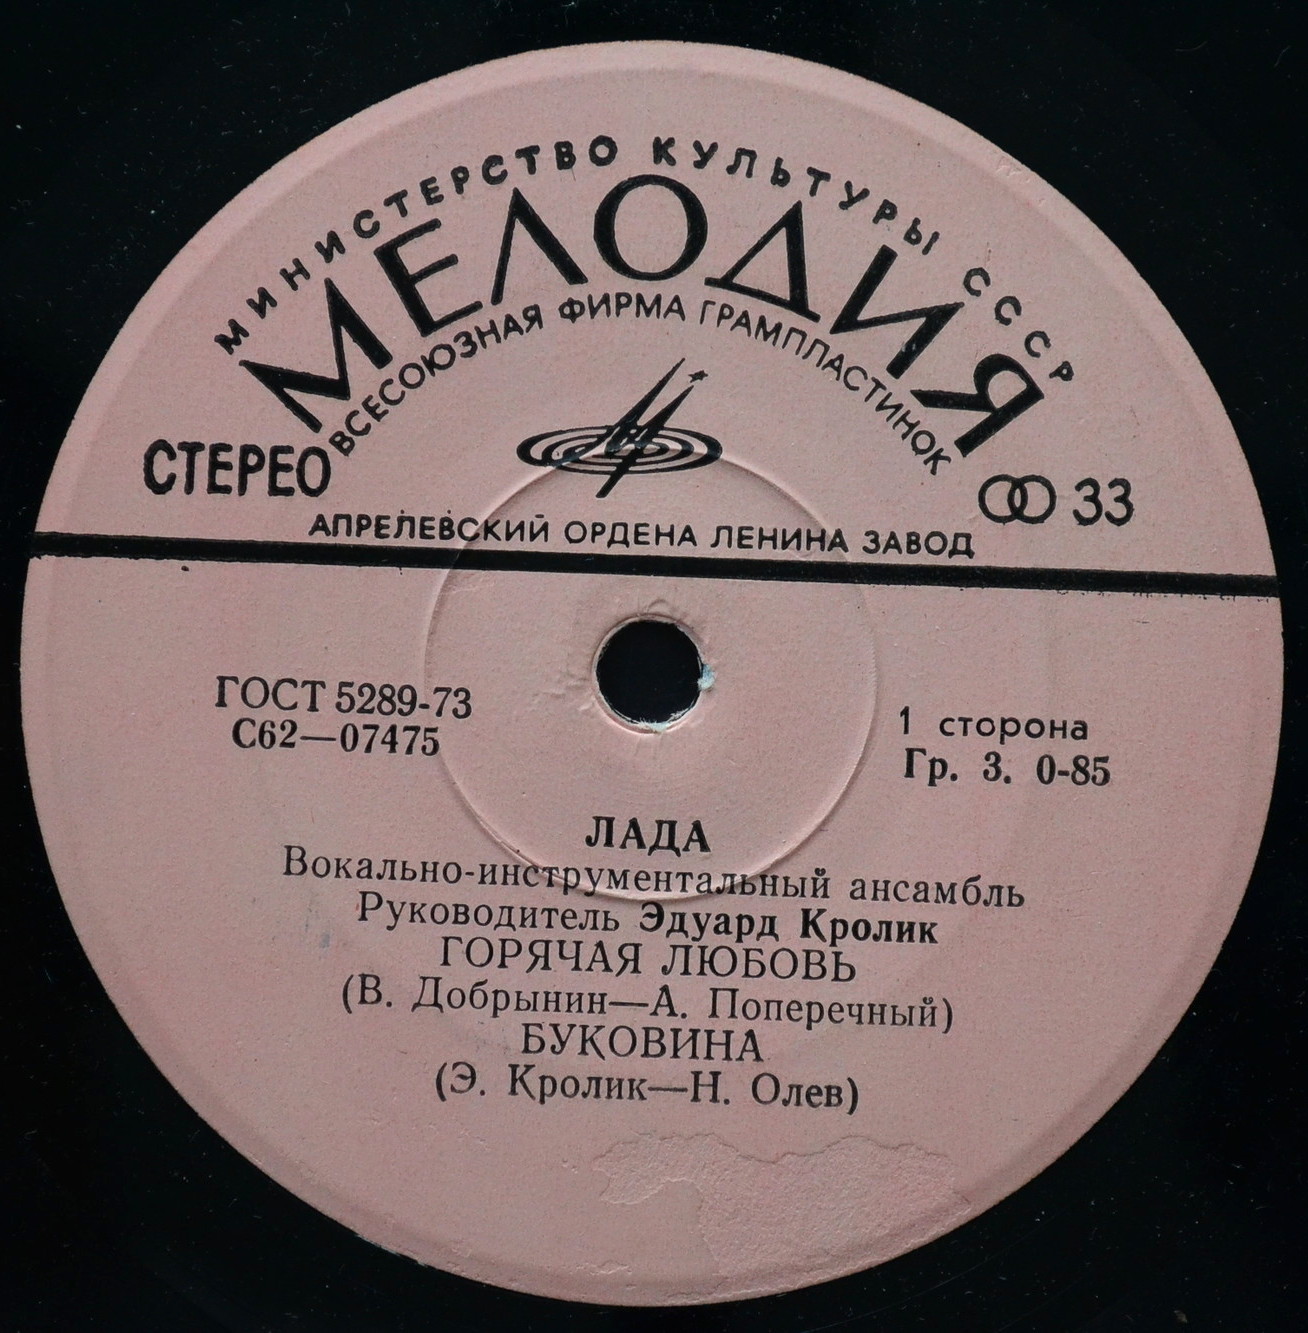 МИНИСТЕРСТВО КУЛЬТУРЫ СССР
МЕЛОДИЯ
ВСЕСОЮЗНАЯ ФИРМА ГРАМПЛАСТИНОК
СТЕРЕО
33
АПРЕЛЕВСКИЙ ОРДЕНА ЛЕНИНА ЗАВОД
ГОСТ 5289-73
С62—07475
1 сторона
Гр. 3. 0-85
ЛАДА
Вокально-инструментальный ансамбль
Руководитель Эдуард Кролик
ГОРЯЧАЯ ЛЮБОВЬ
(В. Добрынин—А. Поперечный)
БУКОВИНА
(Э. Кролик—Н. Олев)